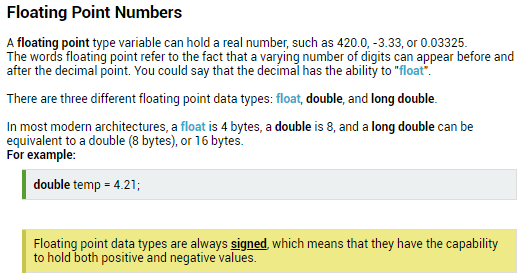 Floating Point Numbers
A floating point type variable can hold a real number, such as 420.0, -3.33, or 0.03325.
The words floating point refer to the fact that a varying number of digits can appear before and
after the decimal point. You could say that the decimal has the ability to "float".
There are three different floating point data types: float, double, and long double.
In most modern architectures, a float is 4 bytes, a double is 8, and a long double can be
equivalent to a double (8 bytes), or 16 bytes.
For example:
double temp = 4.21;
Floating point data types are always signed, which means that they have the capability
to hold both positive and negative values.